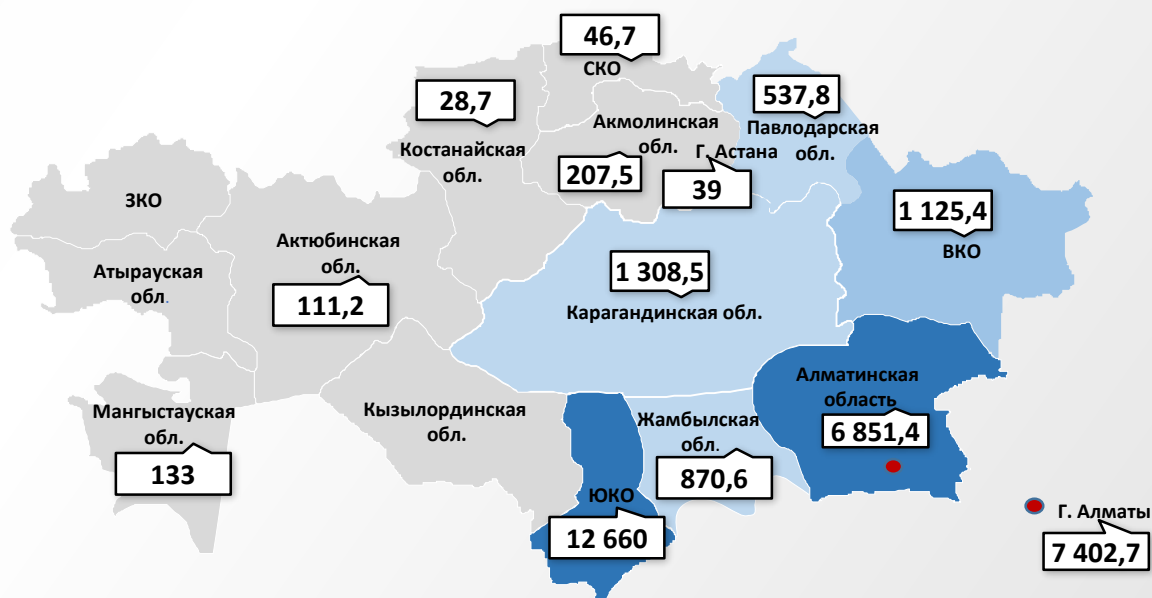 46,7
СКО
28,7
Костанайская
обл.
Акмолинская
обл.
207,5
Г. Астана
39
537,8
Павлодарская
обл.
1 125,4
ВКО
ЗКО
Атырауская
обл.
Актюбинская
обл.
111,2
1 308,5
Карагандинская обл.
Мангыстауская
обл.
133
Кызылординская
обл.
ЮКО
12 660
Жамбылская
обл.
870,6
Алматинская
область
6 851,4
Г. Алматы
7 402,7